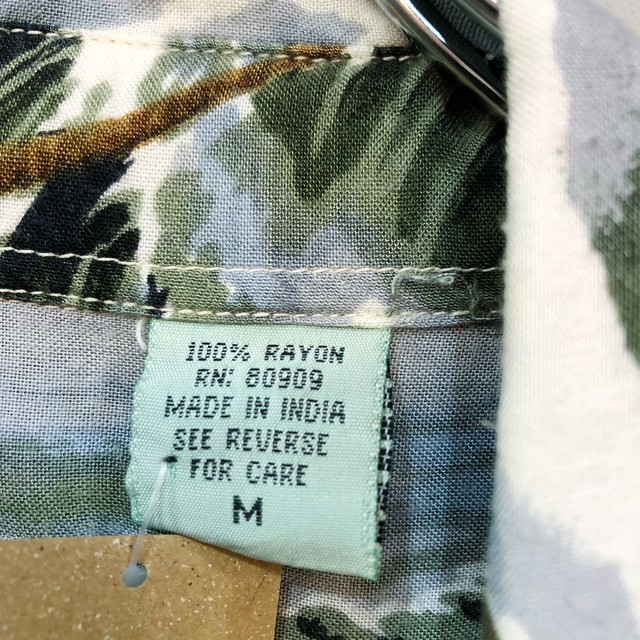 100% RAYON
RN: 80909
MADE IN INDIA
SEE REVERSE
FOR CARE
M